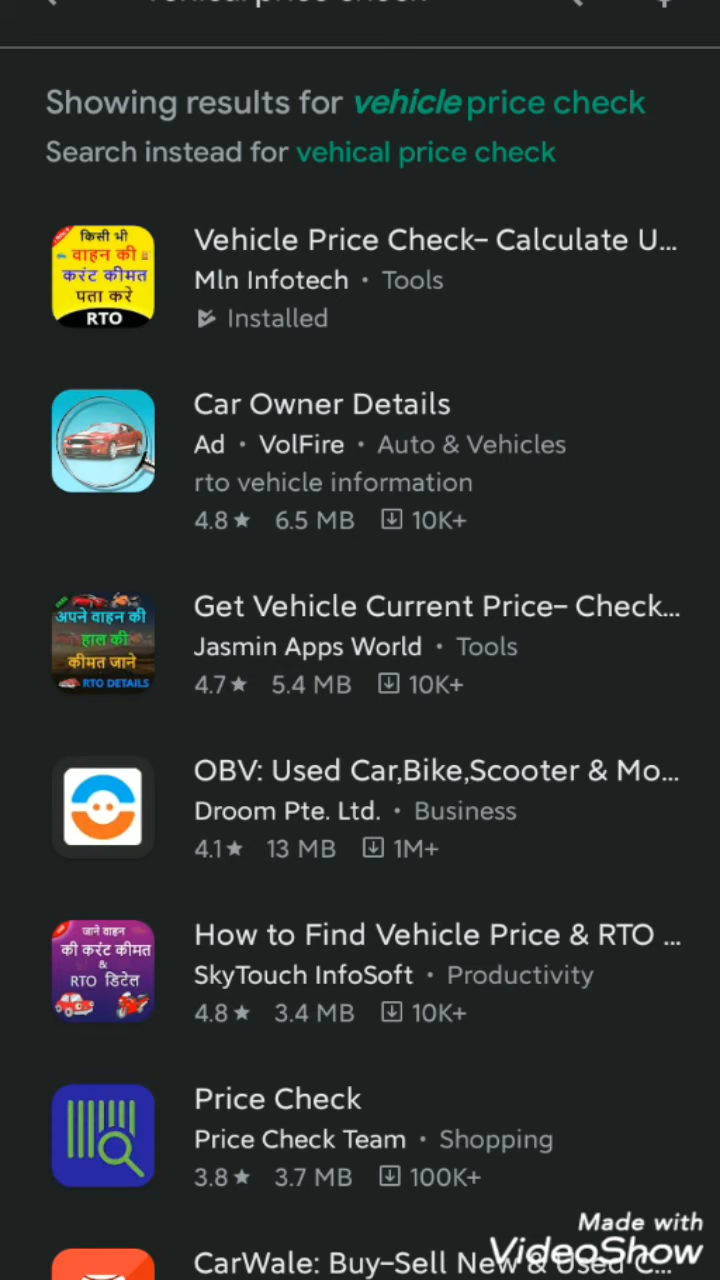 Showing results for vehicle price check
Search instead for vehical price check
किसी भी
वाहन की
करंट कीमत
पता करे
RTO
Vehicle Price Check– Calculate U...
Mln Infotech • Tools
Installed
Car Owner Details
Ad • VolFire • Auto & Vehicles
rto vehicle information
4.8★ 6.5 MB 10K+
अपने वाहन की
हाल की
कीमत जाने
RTO DETAILS
Get Vehicle Current Price– Check...
Jasmin Apps World • Tools
4.7★ 5.4 MB 10K+
OBV: Used Car,Bike,Scooter & Mo...
Droom Pte. Ltd. • Business
4.1★ 13 MB 1M+
जाने वाहन
की करंट कीमत
&
RTO डिटेल
How to Find Vehicle Price & RTO ...
SkyTouch InfoSoft • Productivity
4.8★ 3.4 MB 10K+
Price Check
Price Check Team • Shopping
3.8★ 3.7 MB 100K+
CarWale: Buy–Sell New & Used C...
Made with
VideoShow